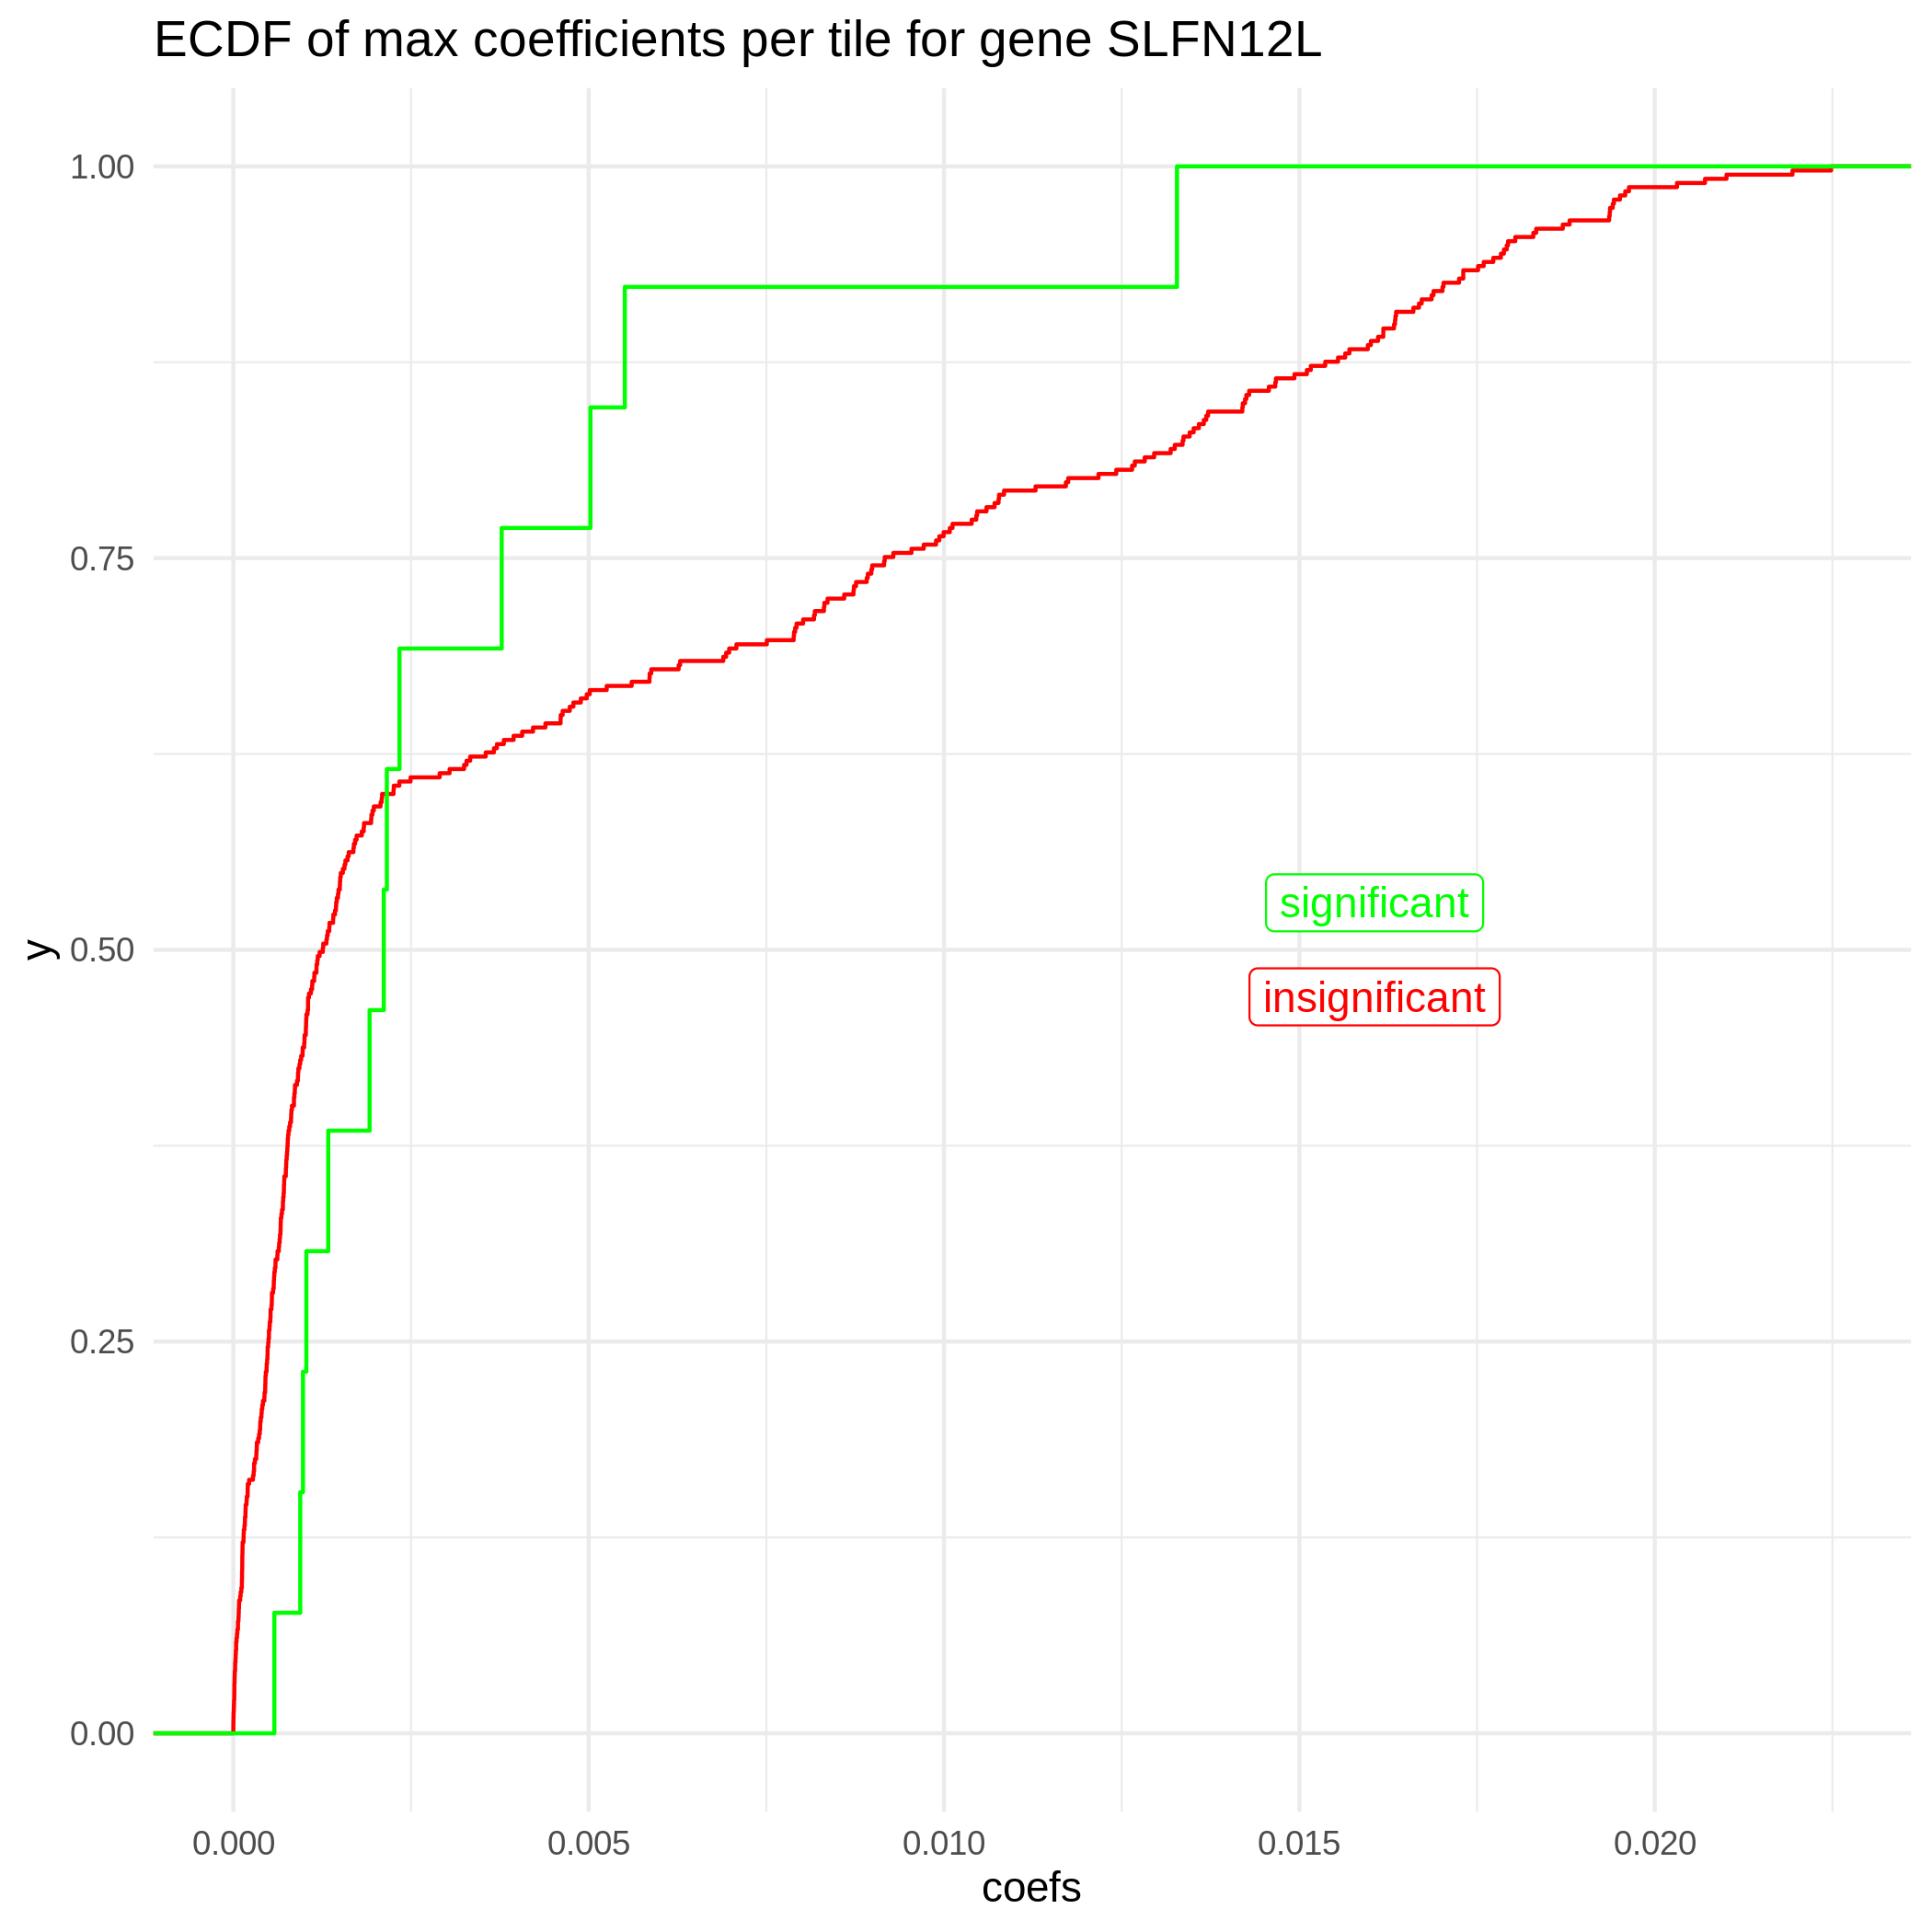 ECDF of max coefficients per tile for gene SLFN12L
1.00
0.75
0.50
0.25
0.00
y
significant
insignificant
0.000 0.005 0.010 0.015 0.020
coefs